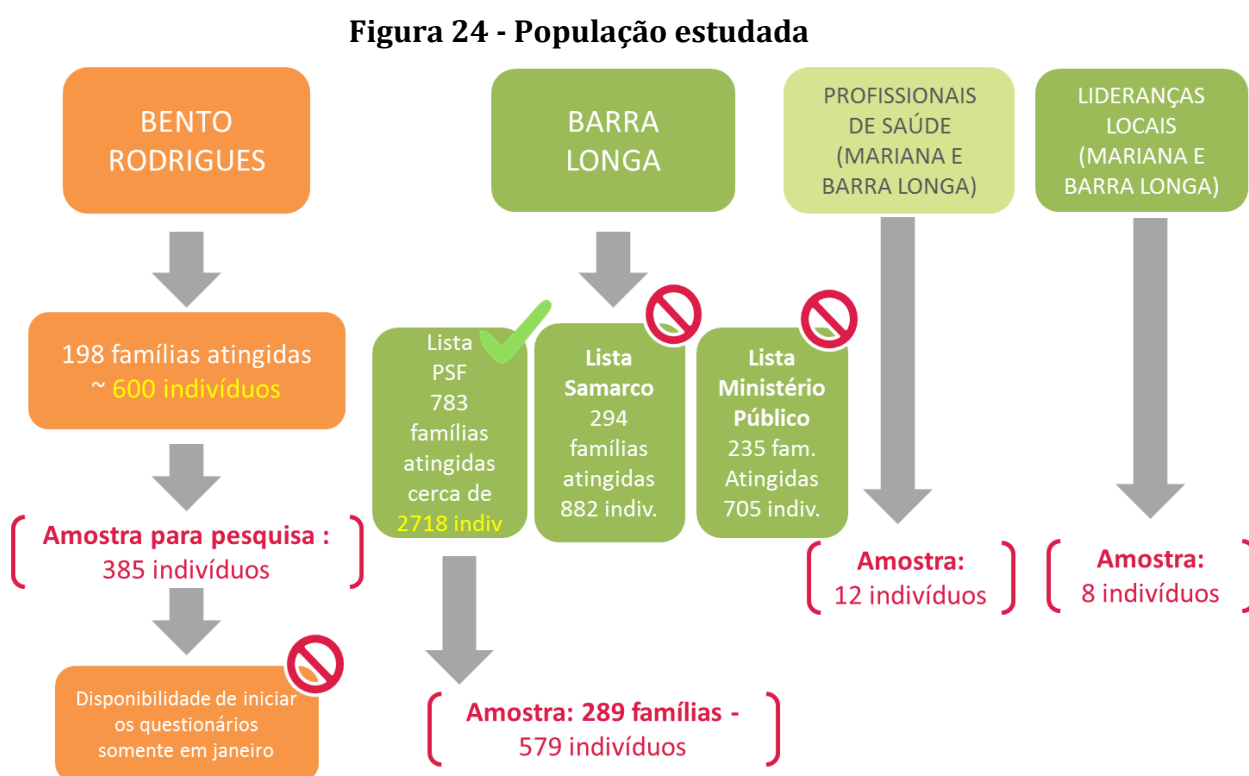 Figura 24 - População estudada
BENTO
RODRIGUES
198 famílias atingidas
~ 600 indivíduos
Amostra para pesquisa :
385 indivíduos
Disponibilidade de iniciar
os questionários
somente em janeiro
BARRA
LONGA
Lista
PSF
783
famílias
atingidas
cerca de
2718 indiv
Lista
Samarco
294
famílias
atingidas
882 indiv.
Lista
Ministério
Público
235 fam.
Atingidas
705 indiv.
Amostra: 289 famílias -
579 indivíduos
PROFISSIONAIS
DE SAÚDE
(MARIANA E
BARRA LONGA)
Amostra:
12 indivíduos
LIDERANÇAS
LOCAIS
(MARIANA E
BARRA LONGA)
Amostra:
8 indivíduos